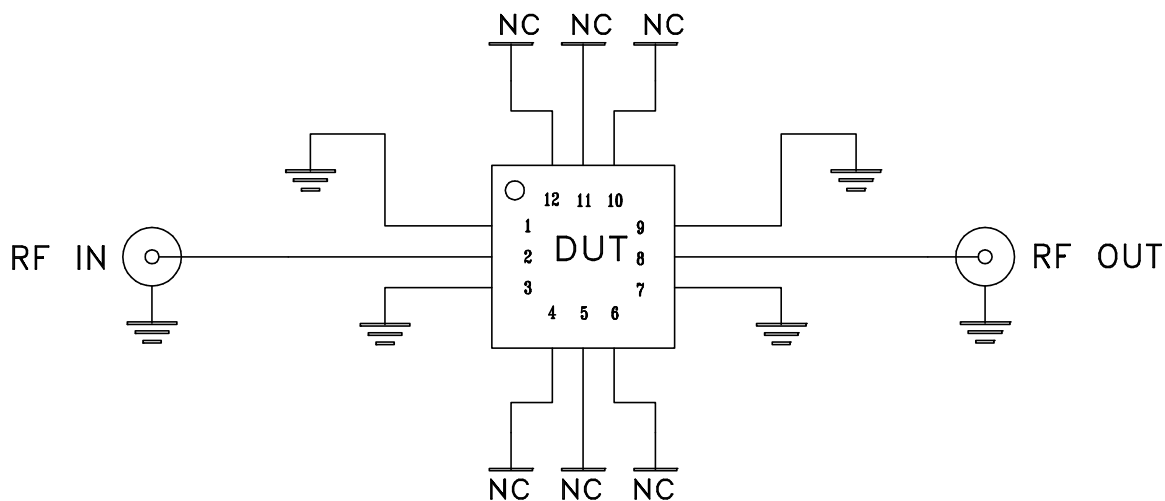 NC NC NC
12 11 10
1 9
RF IN 2 DUT 8 RF OUT
3 7
4 5 6
NC NC NC